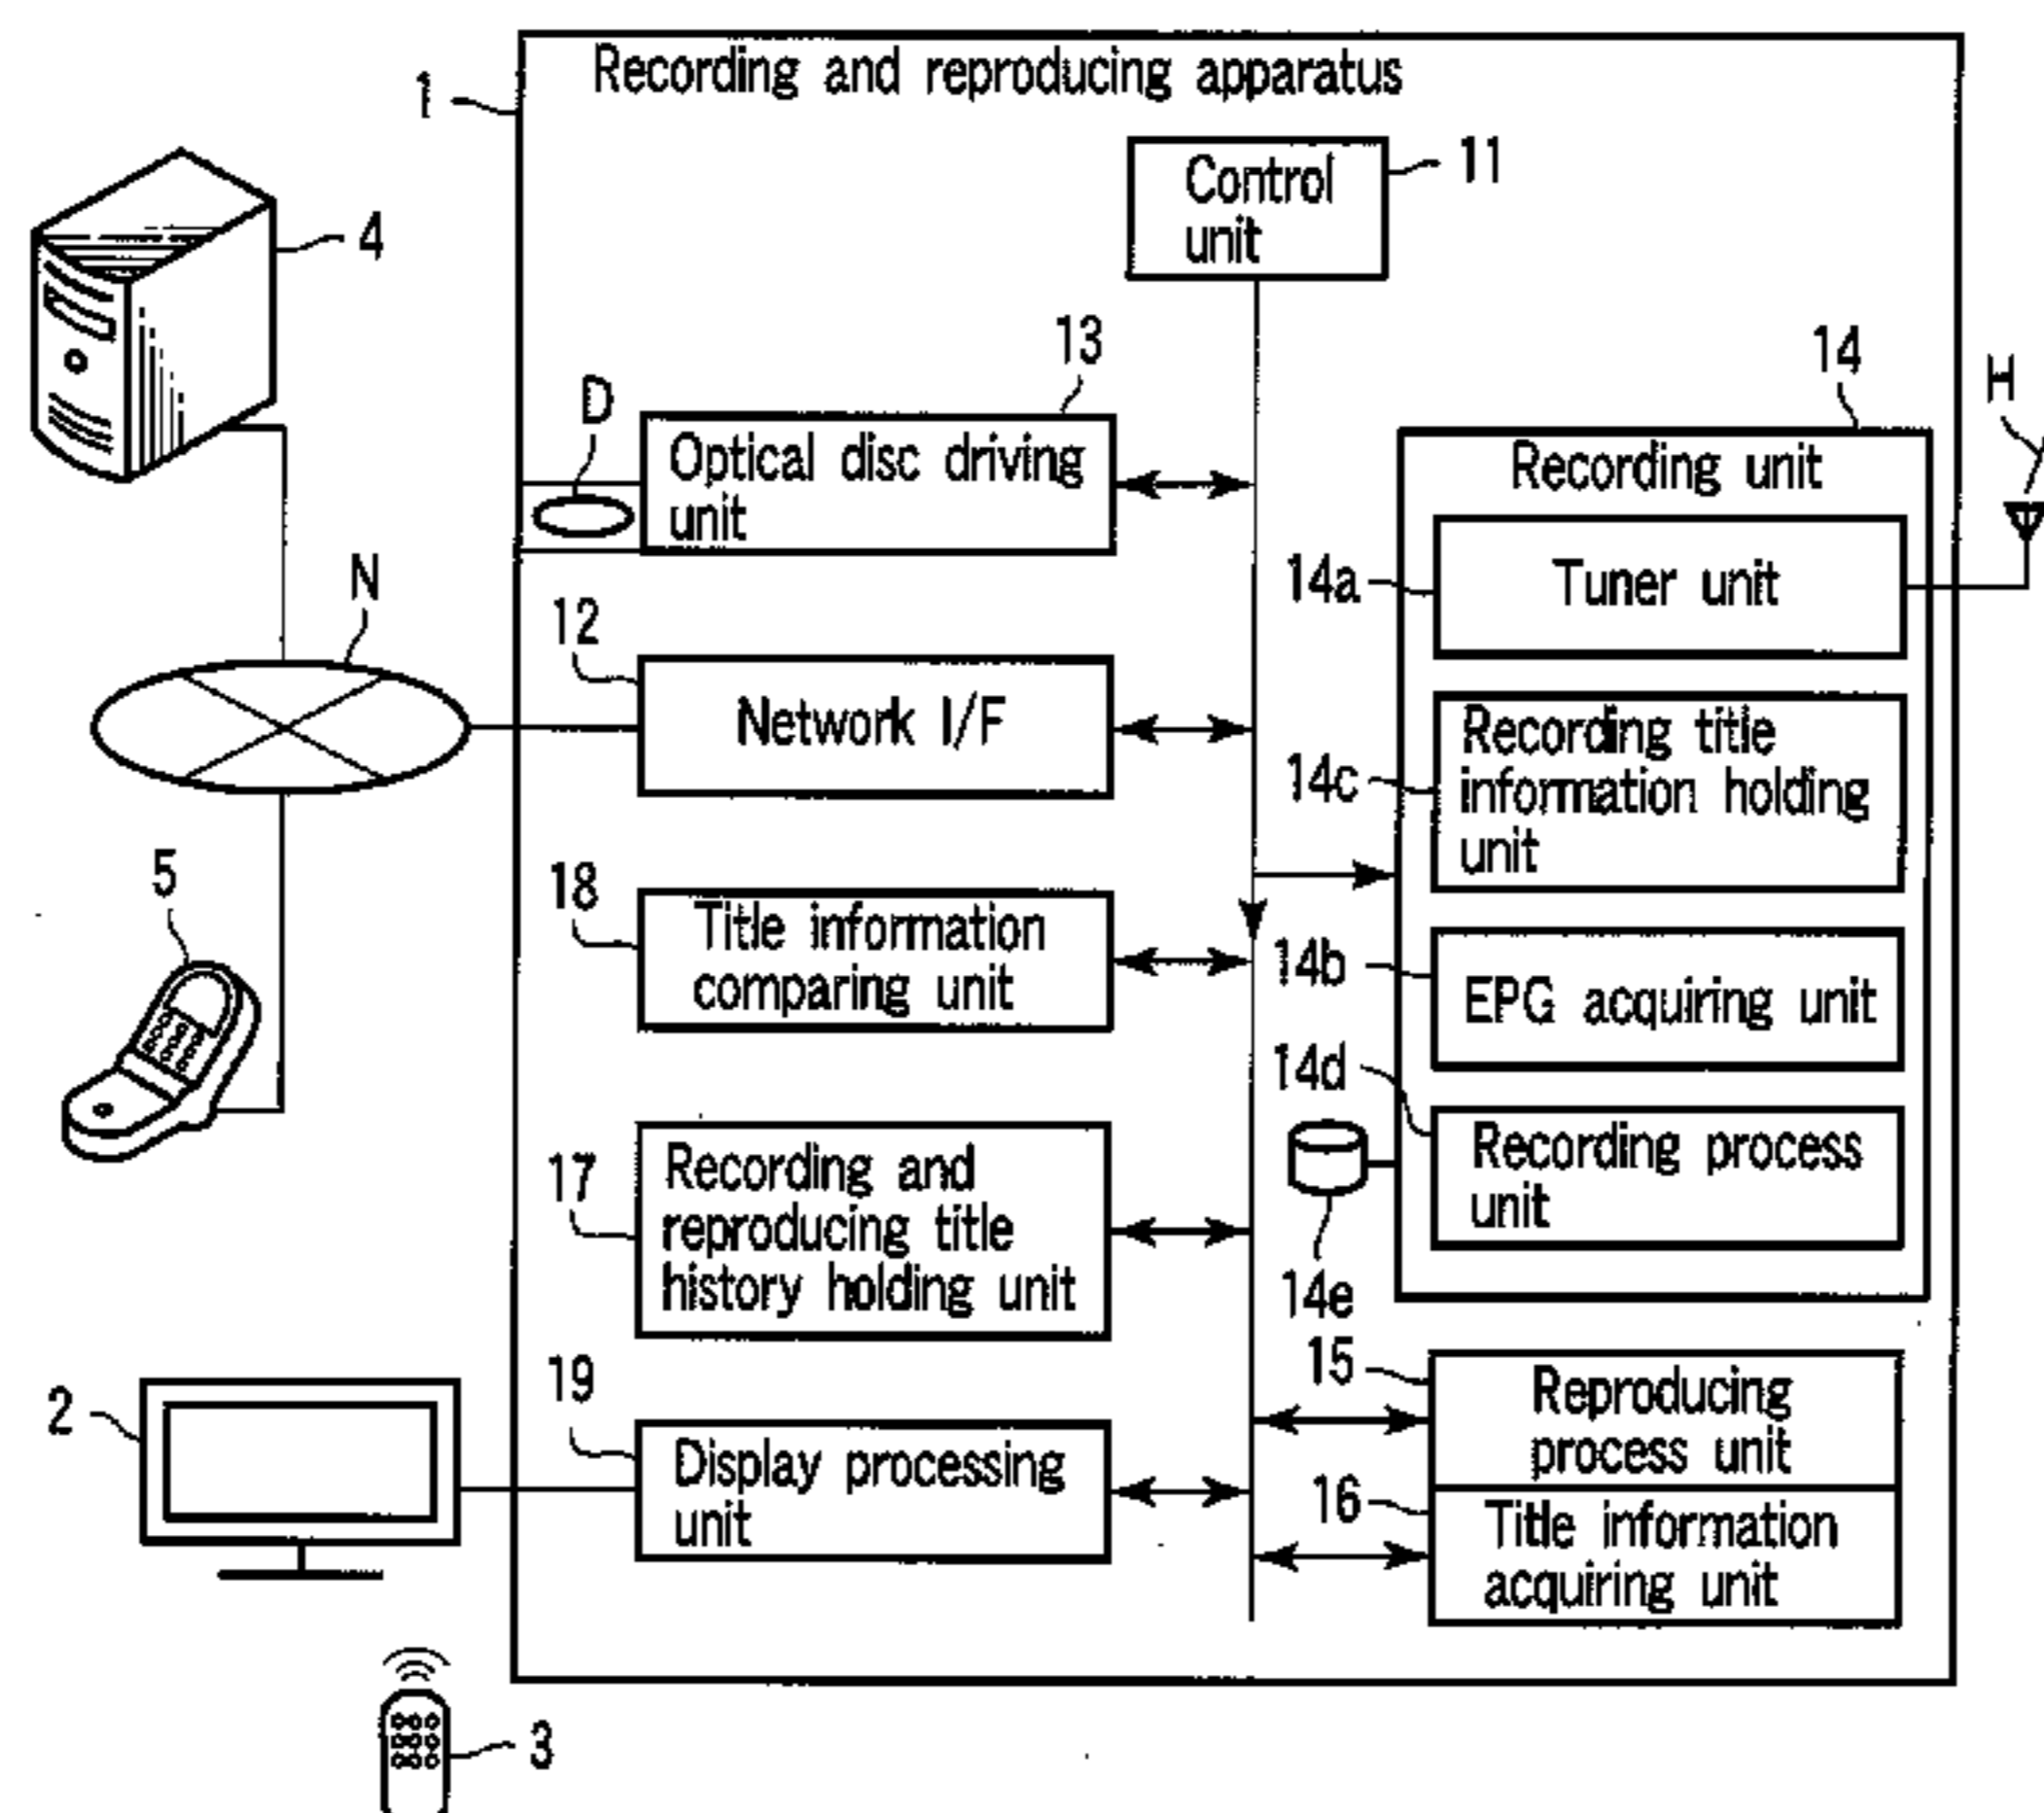 1
Recording and reproducing apparatus
Control
unit
11
4
13
14
H
D
Optical disc driving
unit
Recording unit
14a
Tuner unit
N
12
Network I/F
Recording title
information holding
unit
14c
5
18
Title information
comparing unit
14b
EPG acquiring unit
14d
Recording process
unit
17
Recording and
reproducing title
history holding unit
14e
15
Reproducing
process unit
2
19
Display processing
unit
16
Title information
acquiring unit
3